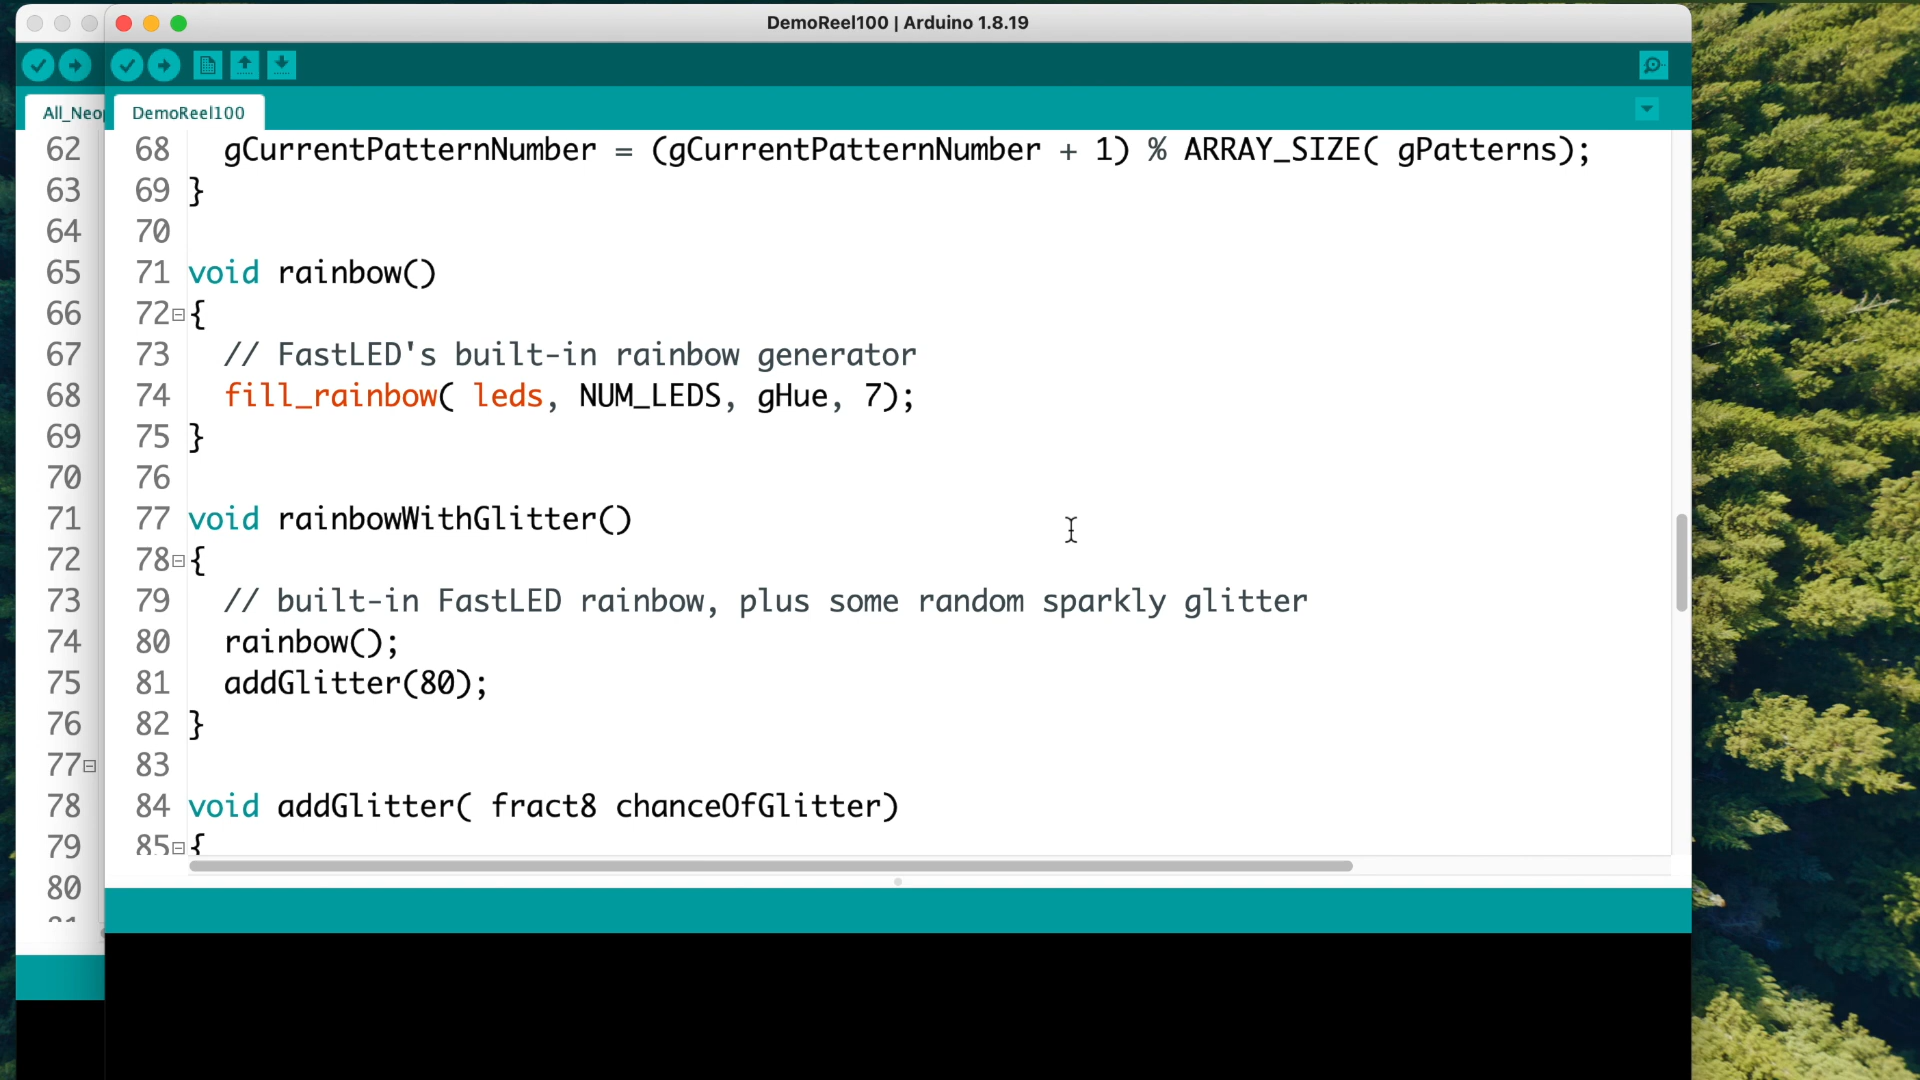 DemoReel100 | Arduino 1.8.19
All_Neo
DemoReel100
62
63
64
65
66
67
68
69
70
71
72
73
74
75
76
77
78
79
80
68 gCurrentPatternNumber = (gCurrentPatternNumber + 1) % ARRAY_SIZE( gPatterns);
69 }
70
71 void rainbow()
72 {
73 // FastLED's built-in rainbow generator
74 fill_rainbow( leds, NUM_LEDS, gHue, 7);
75 }
76
77 void rainbowWithGlitter()
78 {
79 // built-in FastLED rainbow, plus some random sparkly glitter
80 rainbow();
81 addGlitter(80);
82 }
83
84 void addGlitter( fract8 chanceOfGlitter)
85 {